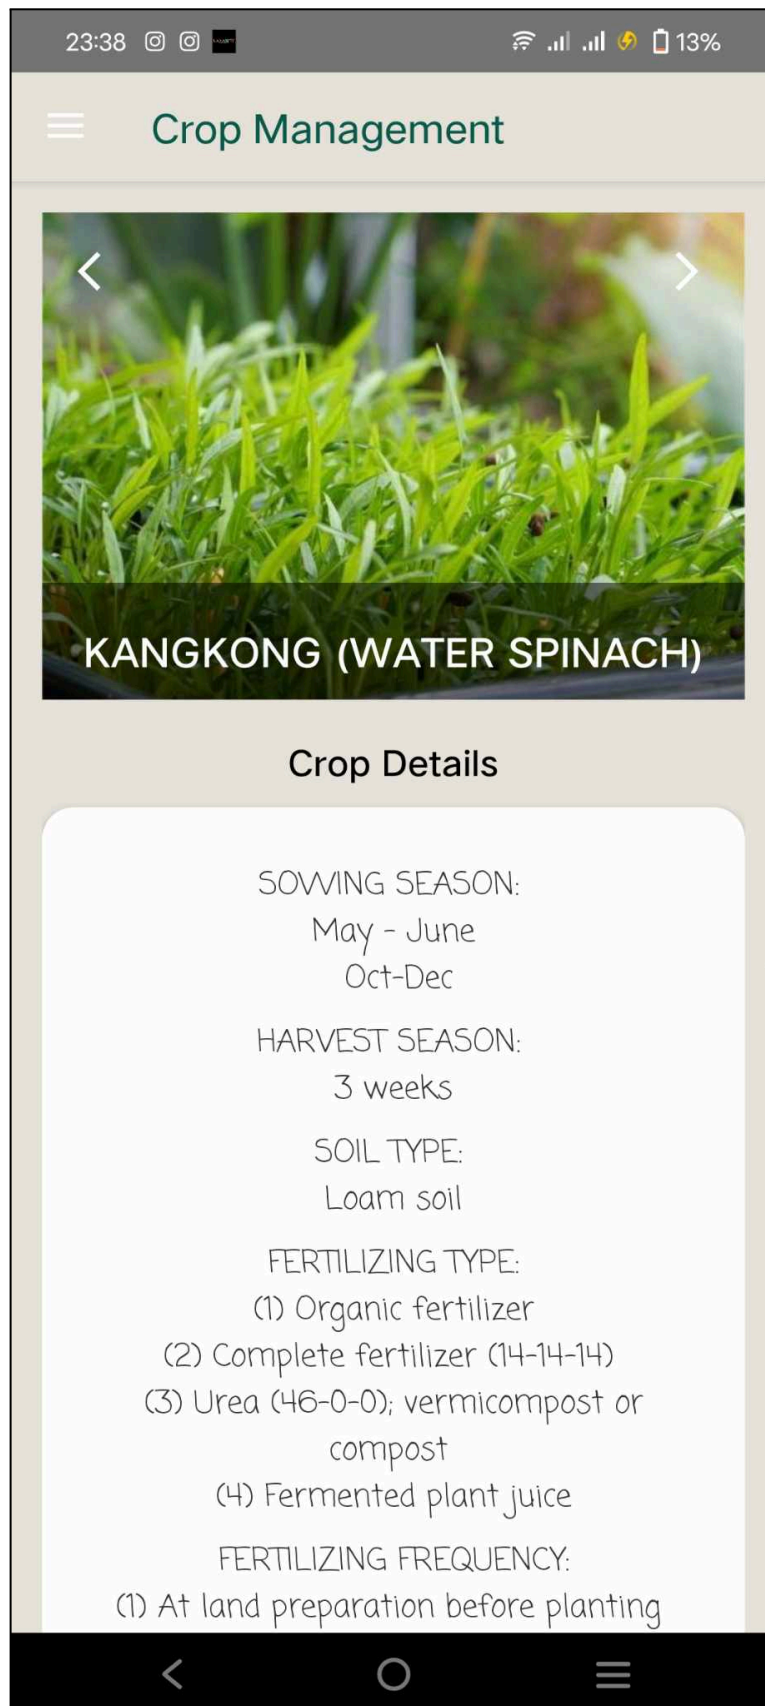 23:38
13%
Crop Management
KANGKONG (WATER SPINACH)
Crop Details
SOWING SEASON:
May - June
Oct-Dec
HARVEST SEASON:
3 weeks
SOIL TYPE:
Loam soil
FERTILIZING TYPE:
(1) Organic fertilizer
(2) Complete fertilizer (14-14-14)
(3) Urea (46-0-0); vermicompost or
compost
(4) Fermented plant juice
FERTILIZING FREQUENCY:
(1) At land preparation before planting